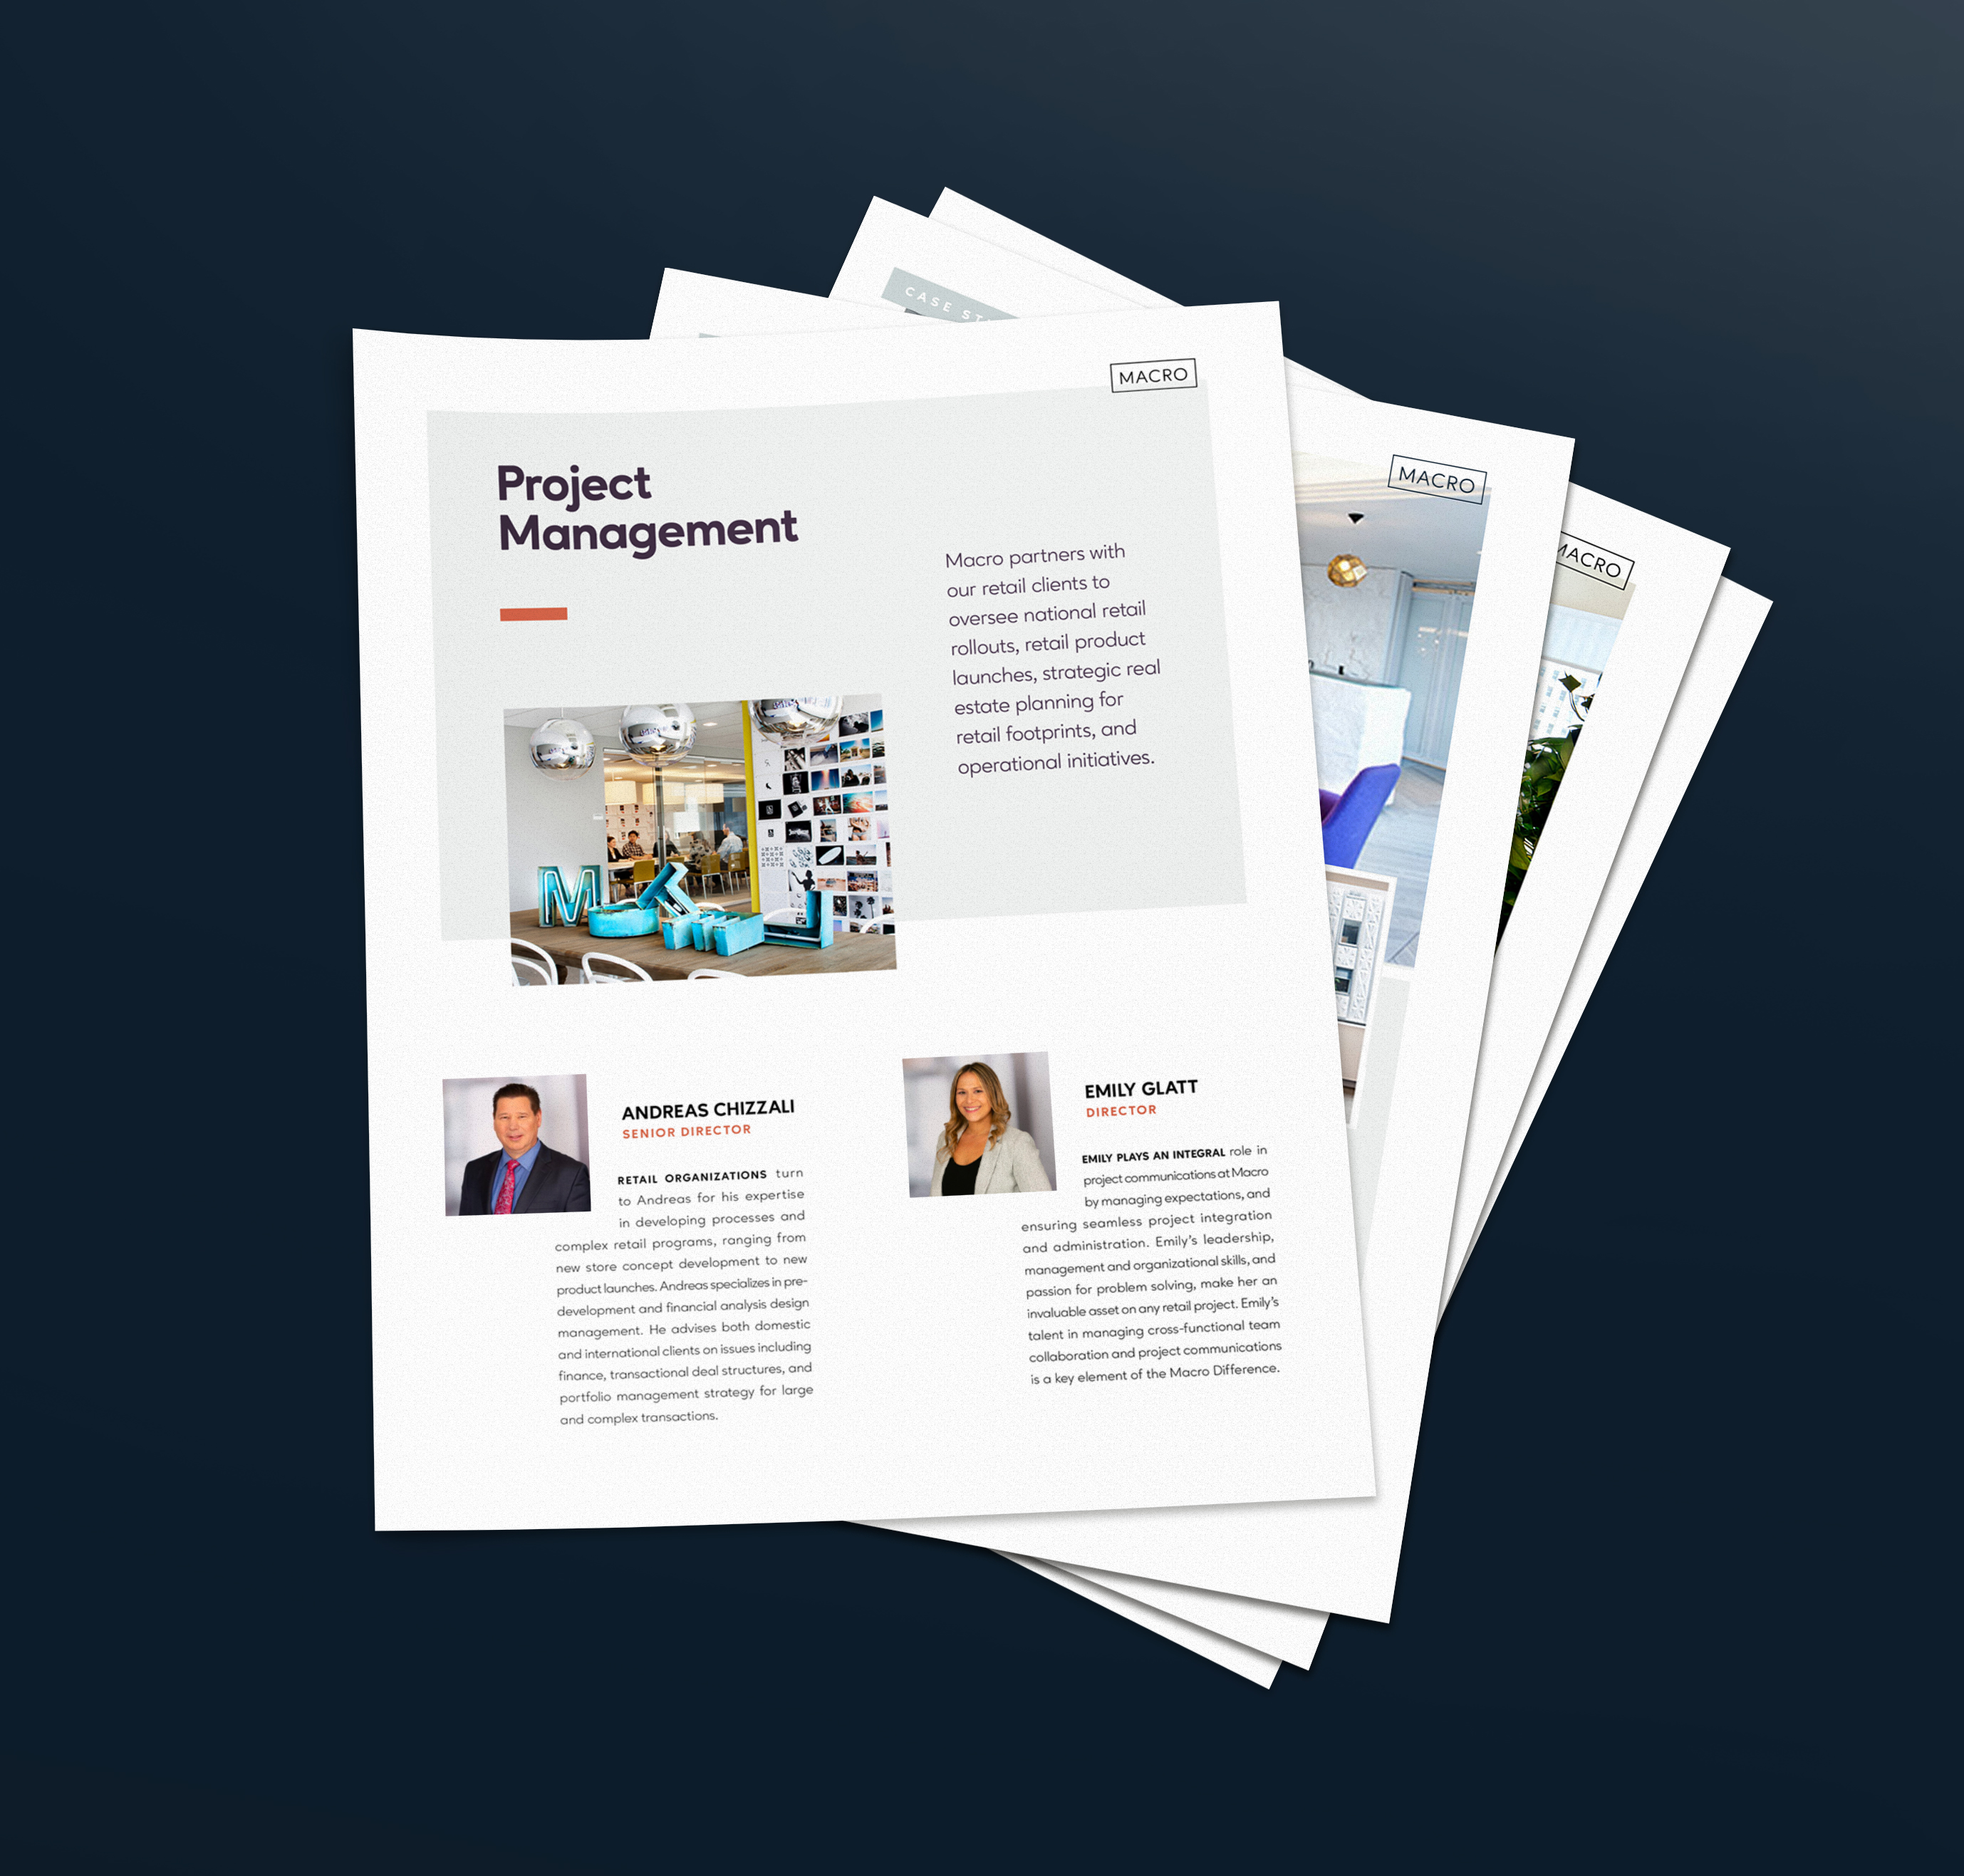 CASE
MACRO
Project
Management
Macro partners with
our retail clients to
oversee national retail
rollouts, retail product
launches, strategic real
estate planning for
retail footprints, and
operational initiatives.
ANDREAS CHIZZALI
SENIOR DIRECTOR
RETAIL ORGANIZATIONS turn
to Andreas for his expertise
in developing processes and
complex retail programs, ranging from
new store concept development to new
product launches. Andreas specializes in pre-
development and financial analysis design
management. He advises both domestic
and international clients on issues including
finance, transactional deal structures, and
portfolio management strategy for large
and complex transactions.
EMILY GLATT
DIRECTOR
EMILY PLAYS AN INTEGRAL role in
project communications at Macro
by managing expectations, and
ensuring seamless project integration
and administration. Emily's leadership,
management and organizational skills, and
passion for problem solving, make her an
invaluable asset on any retail project. Emily's
talent in managing cross-functional team
collaboration and project communications
is a key element of the Macro Difference.
MACRO
MACRO